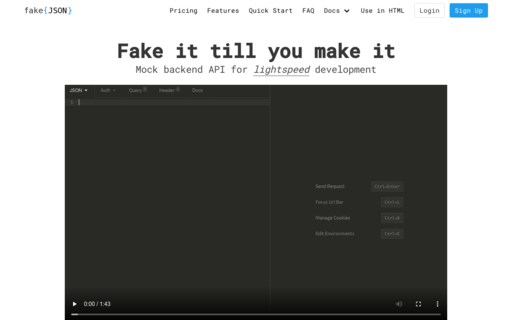 fake{JSON}
Pricing Features Quick Start FAQ Docs Use in HTML Login Sign Up
Fake it till you make it
Mock backend API for lightspeed development
JSON Auth Query Header Docs
1
Send Request Ctrl+Enter
Focus Url Bar Ctrl+L
Manage Cookies Ctrl+K
Edit Environments Ctrl+E
0:00 / 1:43